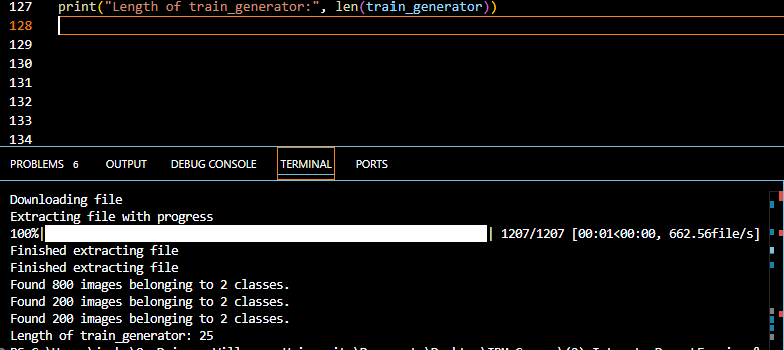 127 print("Length of train_generator:", len(train_generator))
128
129
130
131
132
133
134
PROBLEMS 6 OUTPUT DEBUG CONSOLE TERMINAL PORTS
Downloading file
Extracting file with progress
100%| | 1207/1207 [00:01<00:00, 662.56file/s]
Finished extracting file
Finished extracting file
Found 800 images belonging to 2 classes.
Found 200 images belonging to 2 classes.
Found 200 images belonging to 2 classes.
Length of train_generator: 25